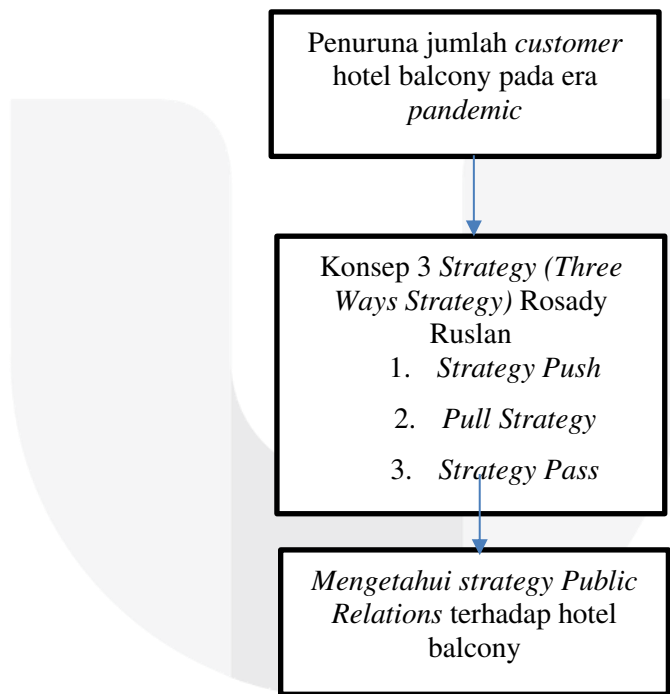 Penuruna jumlah customer
hotel balcony pada era
pandemic
Konsep 3 Strategy (Three
Ways Strategy) Rosady
Ruslan
1. Strategy Push
2. Pull Strategy
3. Strategy Pass
Mengetahui strategy Public
Relations terhadap hotel
balcony